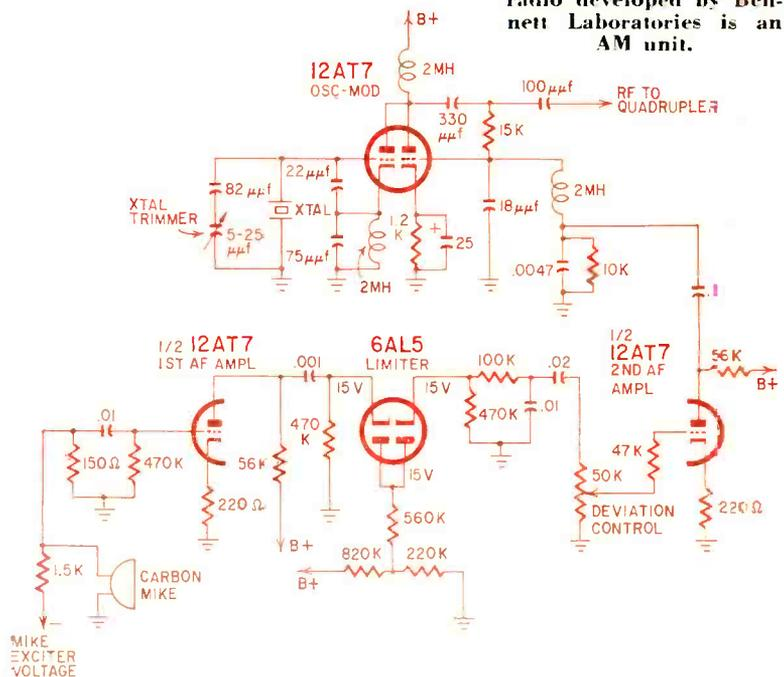 radio developed by Ben-
nett Laboratories is an
AM unit.
B+
12AT7
OSC-MOD
2MH
330
μμf
100μμf
RF TO
QUADRUPLER
15K
82μμf
22μμf
XTAL
XTAL
TRIMMER
5-25
μμf
75μμf
1.2
K
+
25
18μμf
2MH
2MH
.0047
10K
.1
1/2 12AT7
1ST AF AMPL
6AL5
LIMITER
1/2
12AT7
2ND AF
AMPL
56K
B+
.01
.001
15V
15V
100K
.02
150Ω
470K
56K
470
K
470K
.01
15V
47K
50K
220Ω
B+
560K
DEVIATION
CONTROL
220Ω
1.5K
CARBON
MIKE
820K
220K
B+
−
MIKE
EXCITER
VOLTAGE